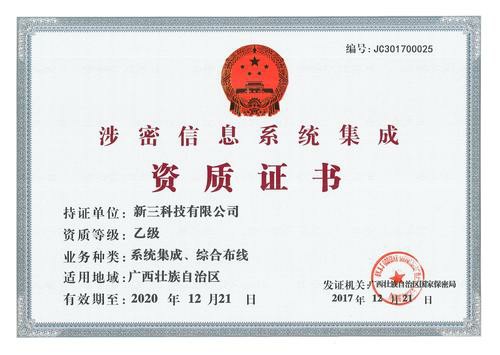 编号:JC301700025
涉密信息系统集成
资质证书
持证单位:新三科技有限公司
资质等级:乙级
业务种类:系统集成、综合布线
适用地域:广西壮族自治区
有效期至:2020 年 12 月 21 日
发证机关:广西壮族自治区国家保密局
2017 年 12 月 21 日